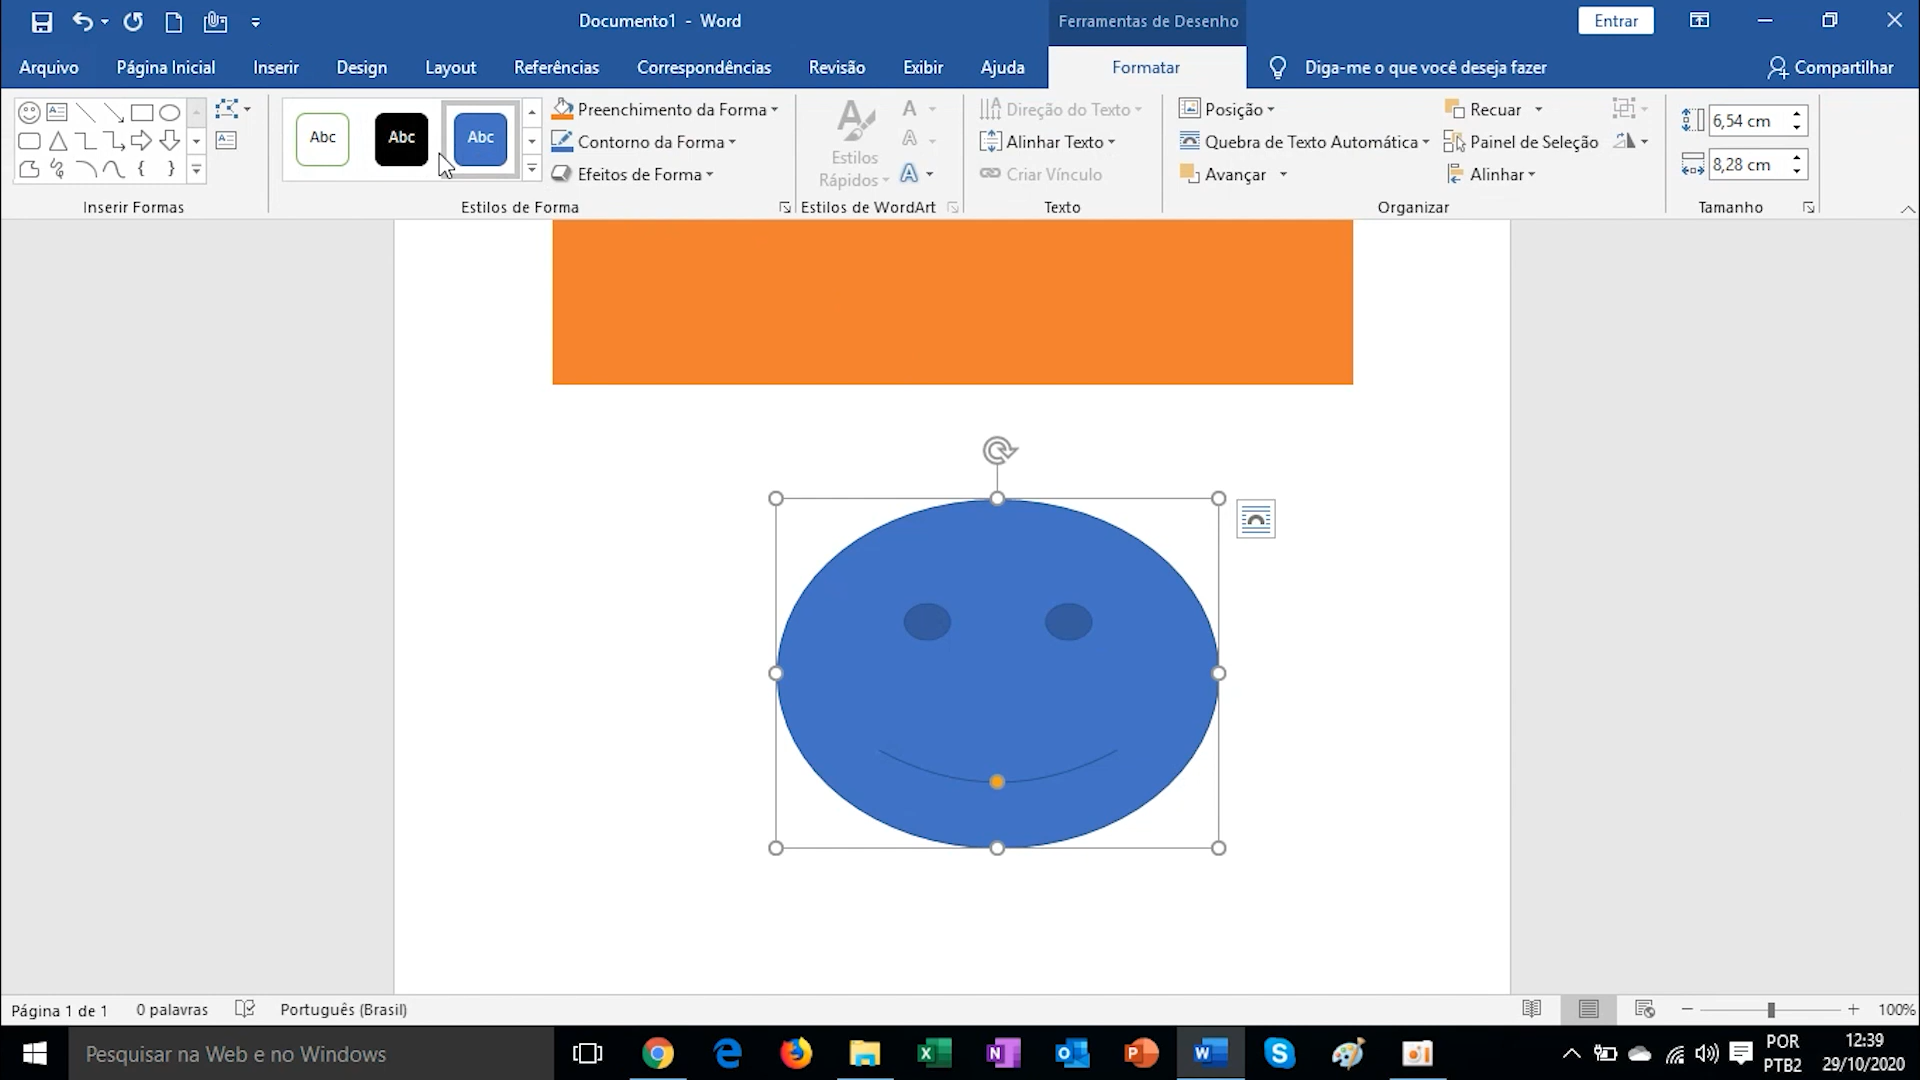 Documento1 - Word
Ferramentas de Desenho
Entrar
Arquivo Página Inicial Inserir Design Layout Referências Correspondências Revisão Exibir Ajuda Formatar Diga-me o que você deseja fazer Compartilhar
Abc Abc Abc
Preenchimento da Forma
Contorno da Forma
Efeitos de Forma
Estilos
Rápidos
Direção do Texto
Alinhar Texto
Criar Vínculo
Posição
Quebra de Texto Automática
Avançar
Recuar
Painel de Seleção
Alinhar
6,54 cm
8,28 cm
Inserir Formas Estilos de Forma Estilos de WordArt Texto Organizar Tamanho
Página 1 de 1 0 palavras Português (Brasil) 100%
Pesquisar na Web e no Windows
POR
PTB2
12:39
29/10/2020